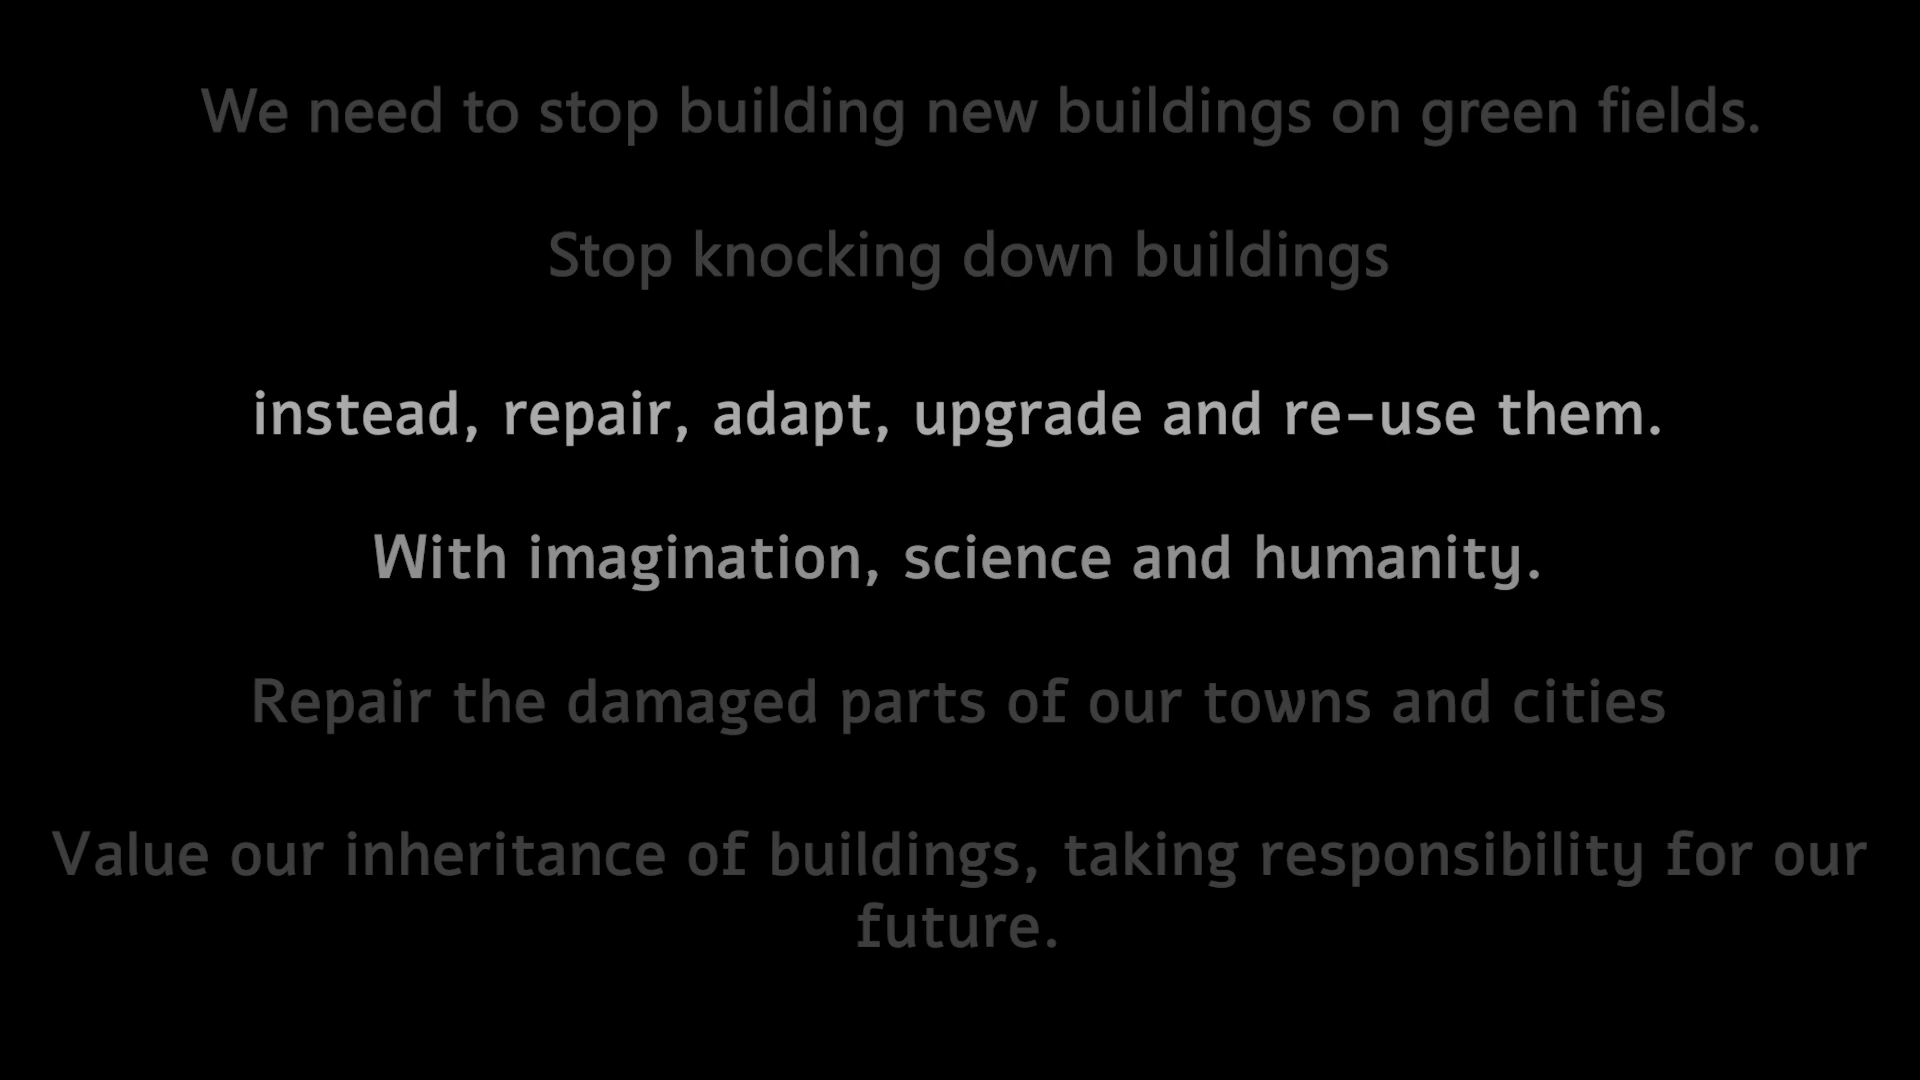 We need to stop building new buildings on green fields.
Stop knocking down buildings
instead, repair, adapt, upgrade and re-use them.
With imagination, science and humanity.
Repair the damaged parts of our towns and cities
Value our inheritance of buildings, taking responsibility for our
future.